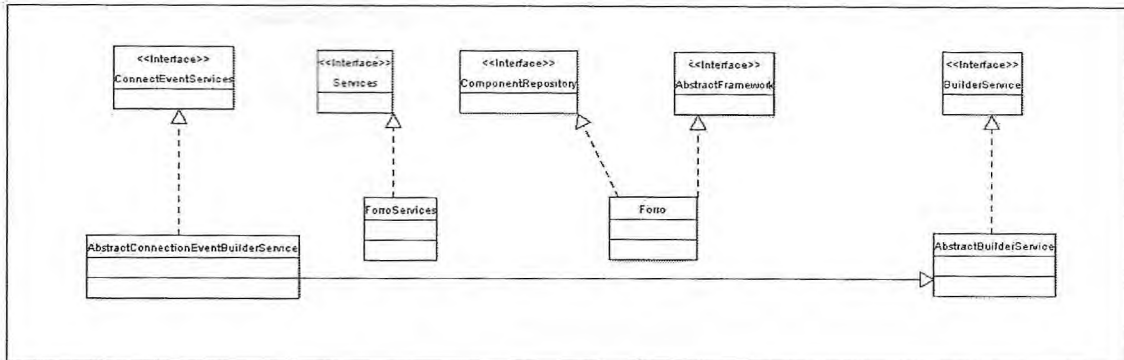 <<Interface>>
ConnectEventServices
<<Interface>>
Services
<<Interface>>
ComponentRepository
<<Interface>>
AbstractFramework
<<Interface>>
BuilderService
ForroServices
Forro
AbstractConnectionEventBuilderService
AbstractBuilderService